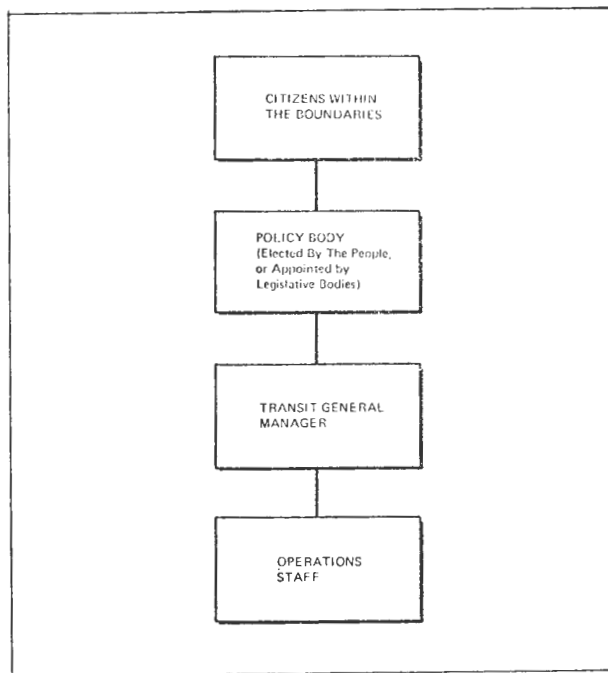 CITIZENS WITHIN
THE BOUNDARIES
POLICY BODY
(Elected By The People,
or Appointed by
Legislative Bodies)
TRANSIT GENERAL
MANAGER
OPERATIONS
STAFF